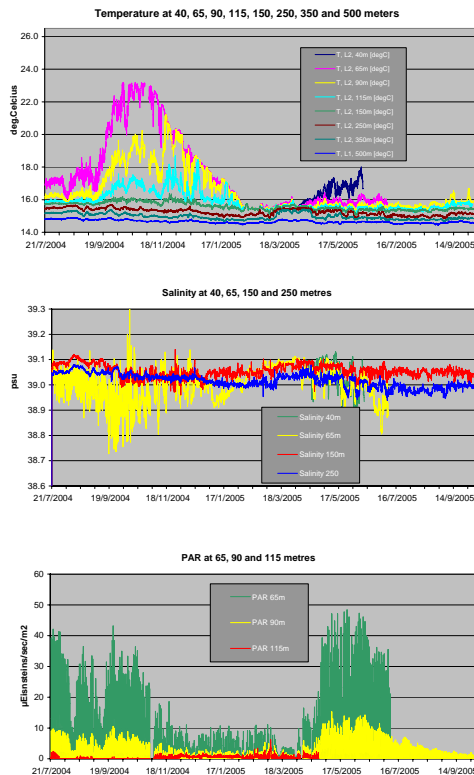 Temperature at 40, 65, 90, 115, 150, 250, 350 and 500 meters
deg.Celcius
26.0
24.0
22.0
20.0
18.0
16.0
14.0
T, L2, 40m [degC]
T, L2, 65m [degC]
T, L2, 90m [degC]
T, L2, 115m [degC]
T, L2, 150m [degC]
T, L2, 250m [degC]
T, L2, 350m [degC]
T, L1, 500m [degC]
21/7/2004 19/9/2004 18/11/2004 17/1/2005 18/3/2005 17/5/2005 16/7/2005 14/9/2005
Salinity at 40, 65, 150 and 250 metres
psu
39.3
39.2
39.1
39.0
38.9
38.8
38.7
38.6
Salinity 40m
Salinity 65m
Salinity 150m
Salinity 250
21/7/2004 19/9/2004 18/11/2004 17/1/2005 18/3/2005 17/5/2005 16/7/2005 14/9/2005
PAR at 65, 90 and 115 metres
µEisnsteins/sec/m2
60
50
40
30
20
10
0
PAR 65m
PAR 90m
PAR 115m
21/7/2004 19/9/2004 18/11/2004 17/1/2005 18/3/2005 17/5/2005 16/7/2005 14/9/2005